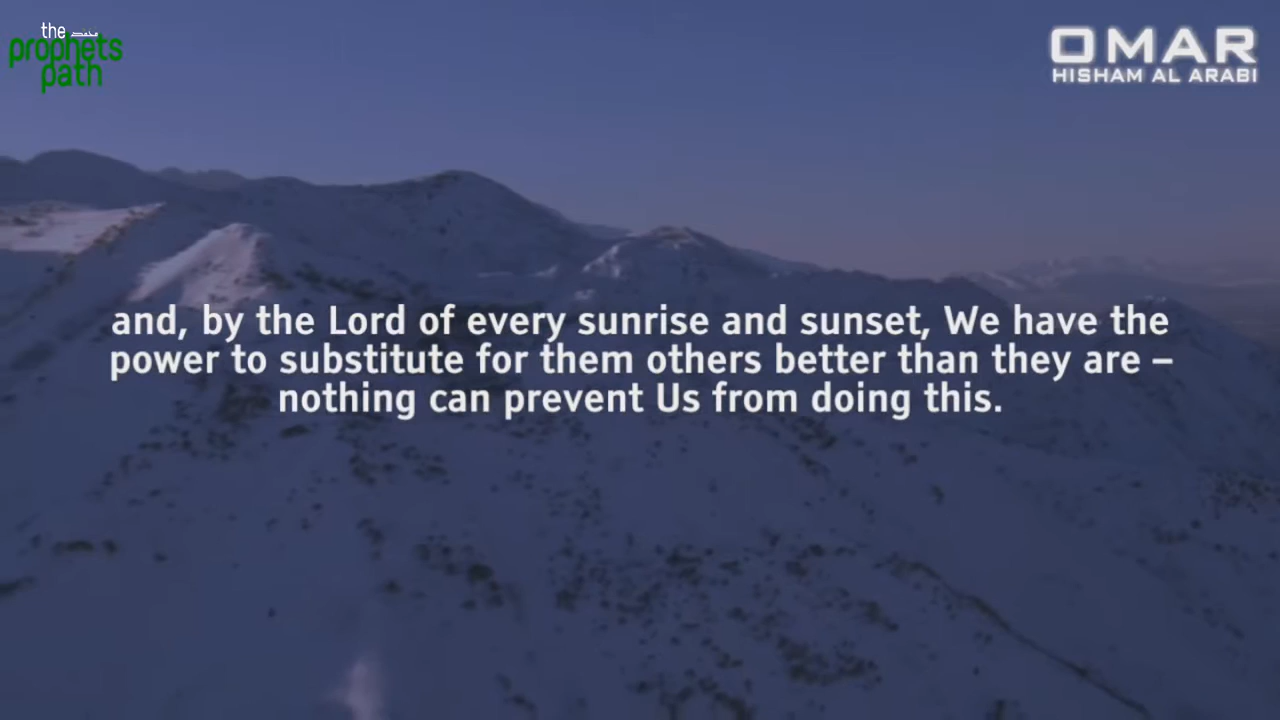 the
prophets
path
OMAR
HISHAM AL ARABI
and, by the Lord of every sunrise and sunset, We have the
power to substitute for them others better than they are –
nothing can prevent Us from doing this.